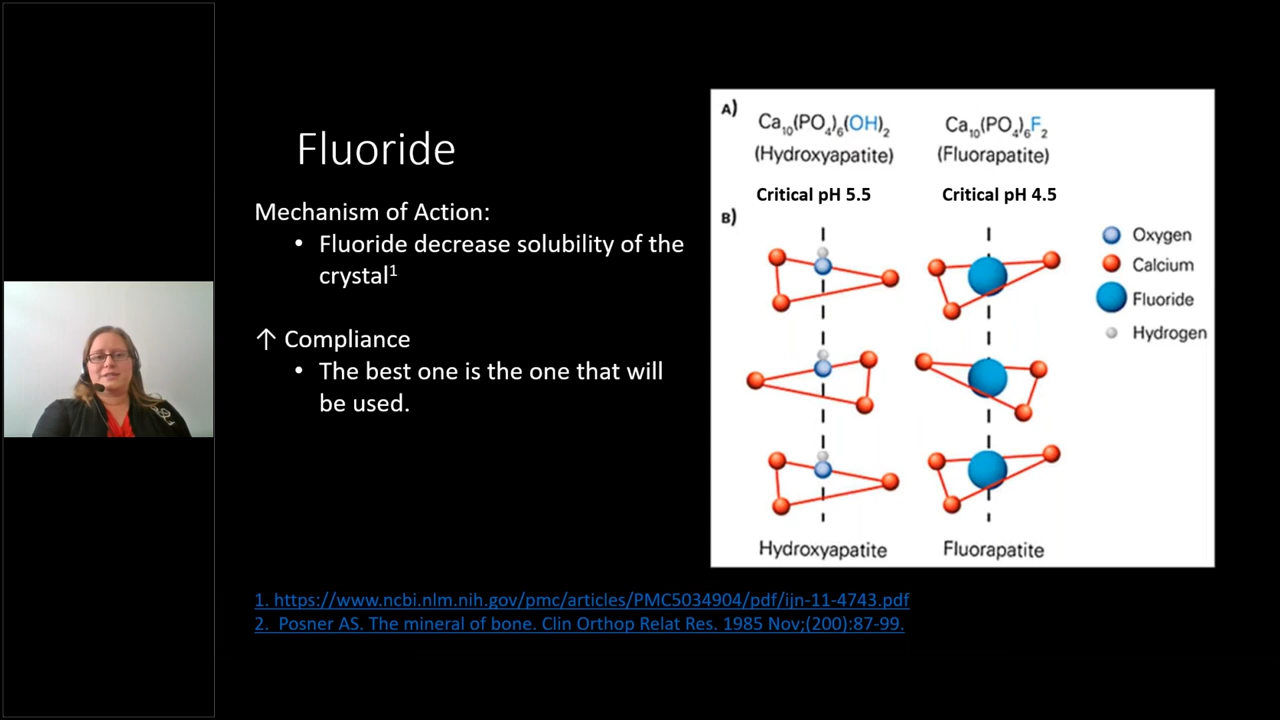 Fluoride
Mechanism of Action:
• Fluoride decrease solubility of the
crystal¹
↑ Compliance
• The best one is the one that will
be used.
A)
Ca₁₀(PO₄)₆(OH)₂
(Hydroxyapatite)
Critical pH 5.5
Ca₁₀(PO₄)₆F₂
(Fluorapatite)
Critical pH 4.5
B)
Oxygen
Calcium
Fluoride
Hydrogen
Hydroxyapatite
Fluorapatite
1. https://www.ncbi.nlm.nih.gov/pmc/articles/PMC5034904/pdf/ijn-11-4743.pdf
2. Posner AS. The mineral of bone. Clin Orthop Relat Res. 1985 Nov;(200):87-99.